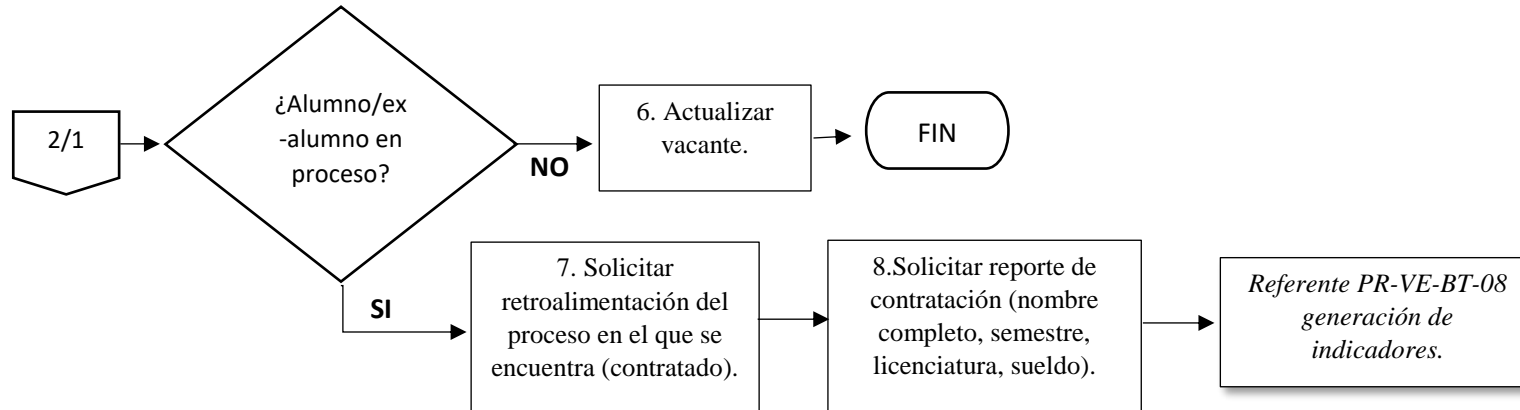 2/1
¿Alumno/ex
-alumno en
proceso?
NO
6. Actualizar
vacante.
FIN
SI
7. Solicitar
retroalimentación del
proceso en el que se
encuentra (contratado).
8.Solicitar reporte de
contratación (nombre
completo, semestre,
licenciatura, sueldo).
Referente PR-VE-BT-08
generación de
indicadores.